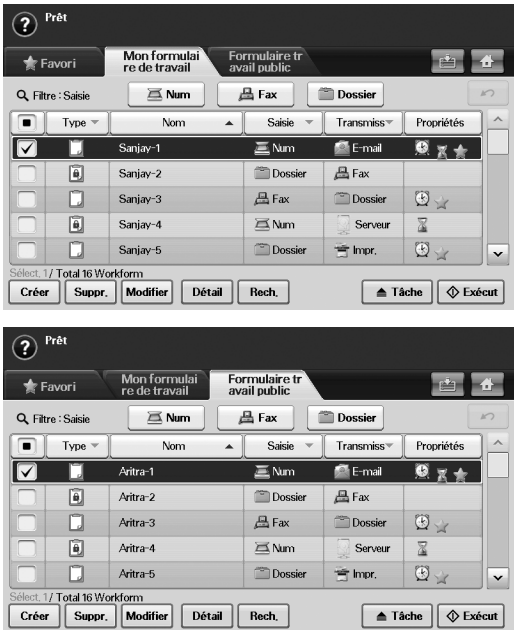 Prêt
Favori
Mon formulai
re de travail
Formulaire tr
avail public
Filtre : Saisie
Num
Fax
Dossier
Type
Nom
Saisie
Transmiss
Propriétés
Sanjay-1 Num E-mail
Sanjay-2 Dossier Fax
Sanjay-3 Fax Dossier
Sanjay-4 Num Serveur
Sanjay-5 Dossier Impr.
Sélect. 1 / Total 16 Workform
Créer Suppr. Modifier Détail Rech. Tâche Exécut
Prêt
Favori
Mon formulai
re de travail
Formulaire tr
avail public
Filtre : Saisie
Num
Fax
Dossier
Type
Nom
Saisie
Transmiss
Propriétés
Aritra-1 Num E-mail
Aritra-2 Dossier Fax
Aritra-3 Fax Dossier
Aritra-4 Num Serveur
Aritra-5 Dossier Impr.
Sélect. 1 / Total 16 Workform
Créer Suppr. Modifier Détail Rech. Tâche Exécut